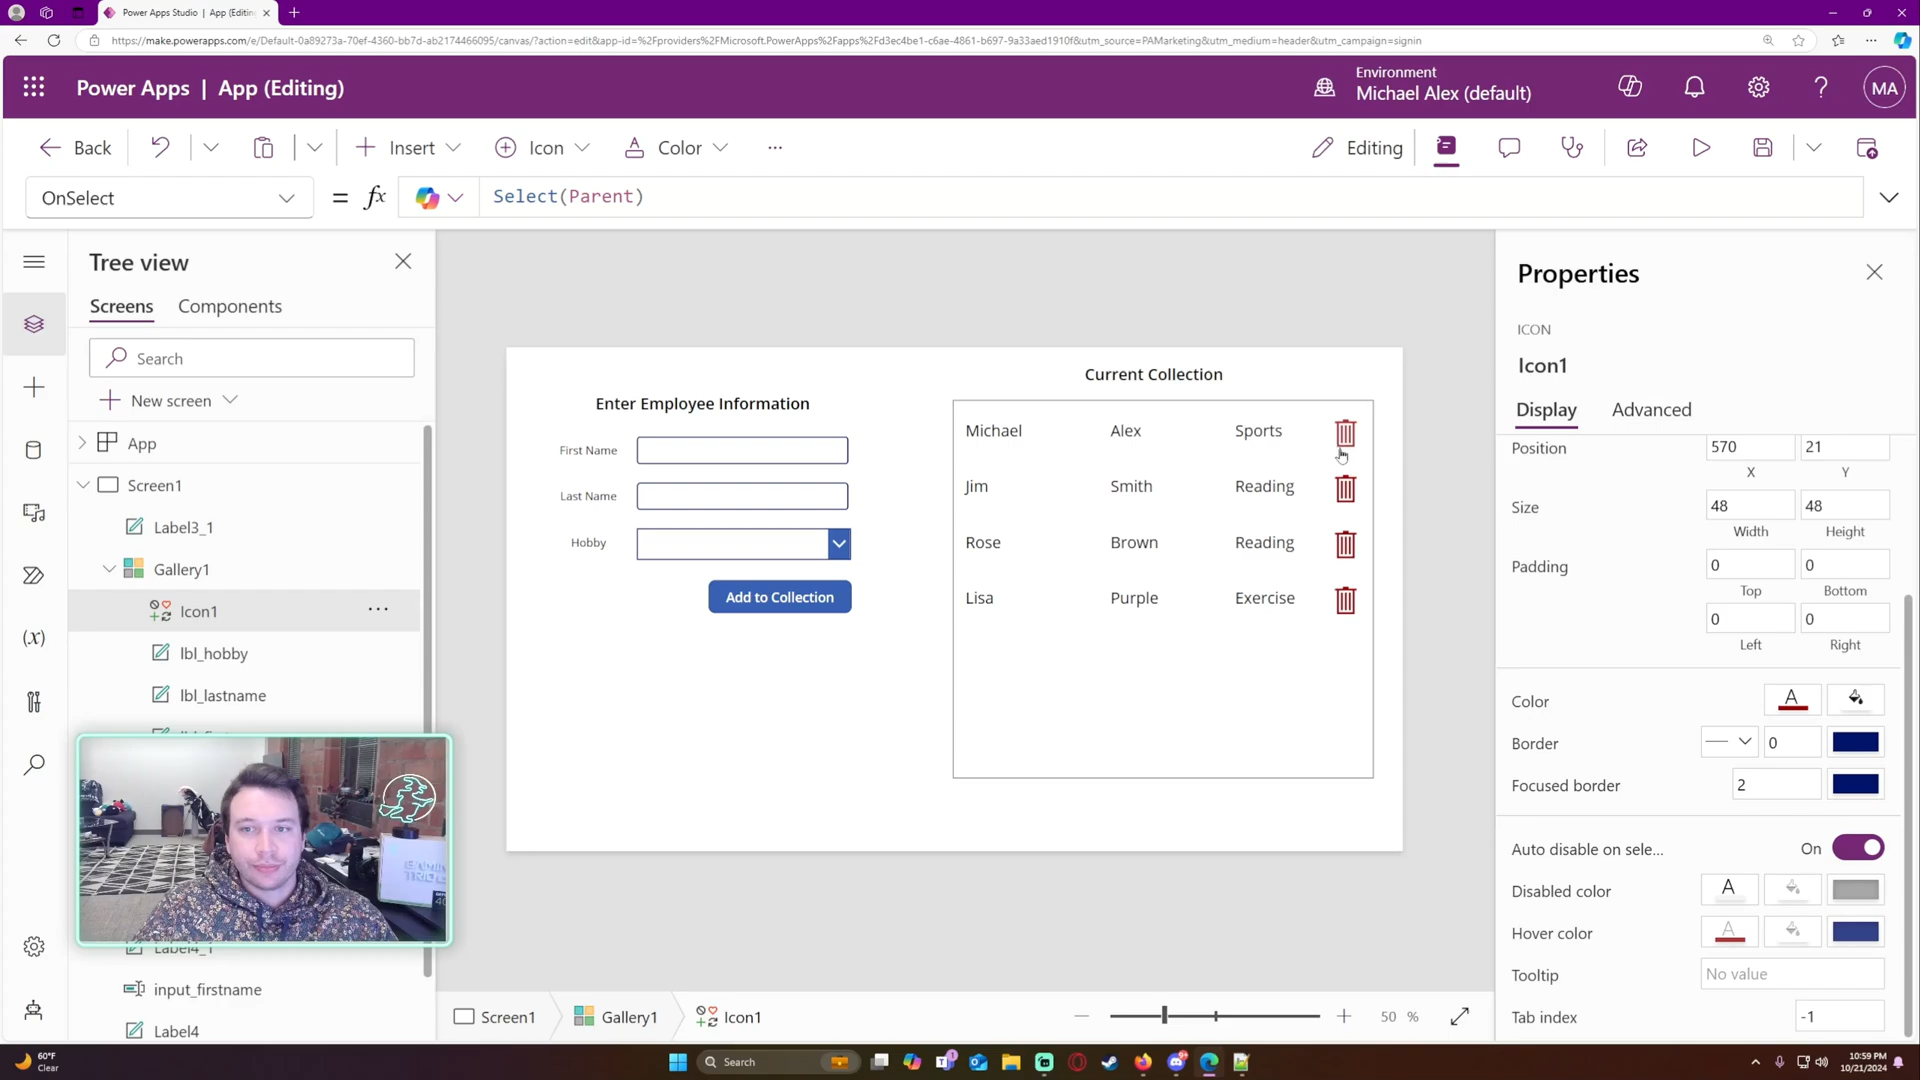 Power Apps Studio | App (Editin
https://make.powerapps.com/e/Default-0a89273a-70ef-4360-bb7d-ab2174466095/canvas/?action=edit&app-id=%2Fproviders%2FMicrosoft.PowerApps%2Fapps%2Fd3ec4be1-c6ae-4861-b697-9a33aed1910f&utm_source=PAMarketing&utm_medium=header&utm_campaign=signin
Power Apps | App (Editing)
Environment
Michael Alex (default)
MA
Back
Insert
Icon
Color
...
Editing
OnSelect
= fx
Select(Parent)
Tree view
Screens
Components
Search
New screen
App
Screen1
Label3_1
Gallery1
Icon1
...
lbl_hobby
lbl_lastname
Label4_1
input_firstname
Label4
Enter Employee Information
First Name
Last Name
Hobby
Add to Collection
Current Collection
Michael Alex Sports
Jim Smith Reading
Rose Brown Reading
Lisa Purple Exercise
Screen1
Gallery1
Icon1
50 %
Properties
ICON
Icon1
Display
Advanced
Position 570 21
X Y
Size 48 48
Width Height
Padding 0 0
Top Bottom
0 0
Left Right
Color
Border 0
Focused border 2
Auto disable on sele... On
Disabled color
Hover color
Tooltip No value
Tab index -1
60°F
Clear
Search
10:59 PM
10/21/2024